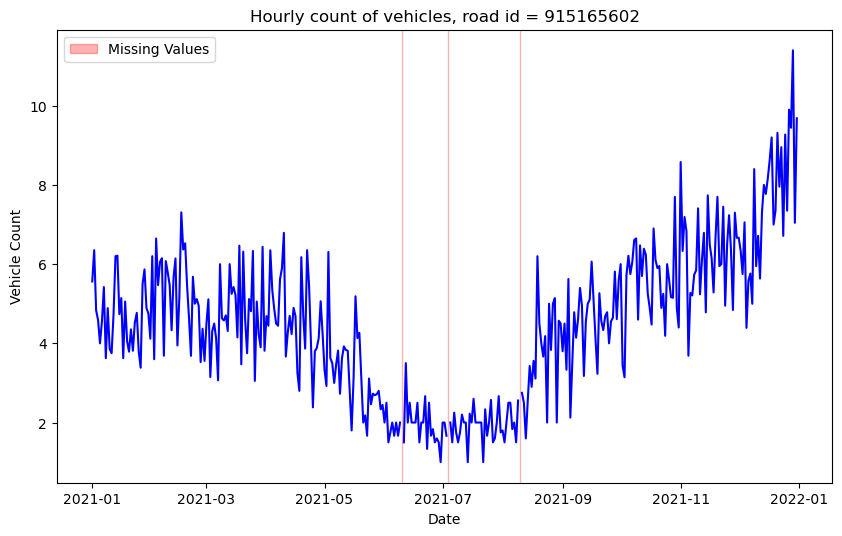 Hourly count of vehicles, road id = 915165602
Missing Values
Vehicle Count
10
8
6
4
2
2021-01 2021-03 2021-05 2021-07 2021-09 2021-11 2022-01
Date